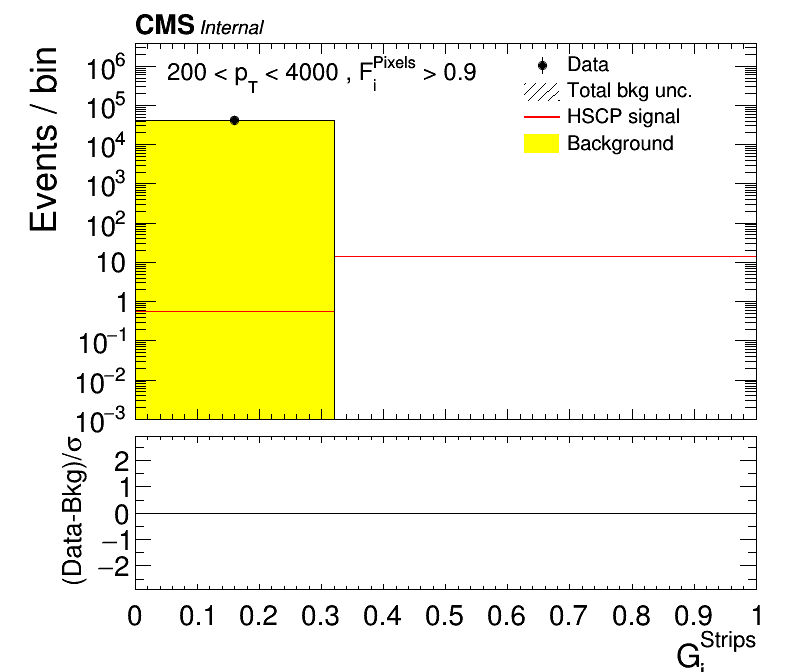 CMS Internal
200 < p_T < 4000 , F_i^Pixels > 0.9
Data
Total bkg unc.
HSCP signal
Background
Events / bin
10^6
10^5
10^4
10^3
10^2
10
1
10^−1
10^−2
10^−3
(Data-Bkg)/σ
2
1
0
−1
−2
0 0.1 0.2 0.3 0.4 0.5 0.6 0.7 0.8 0.9 1
G_i^Strips